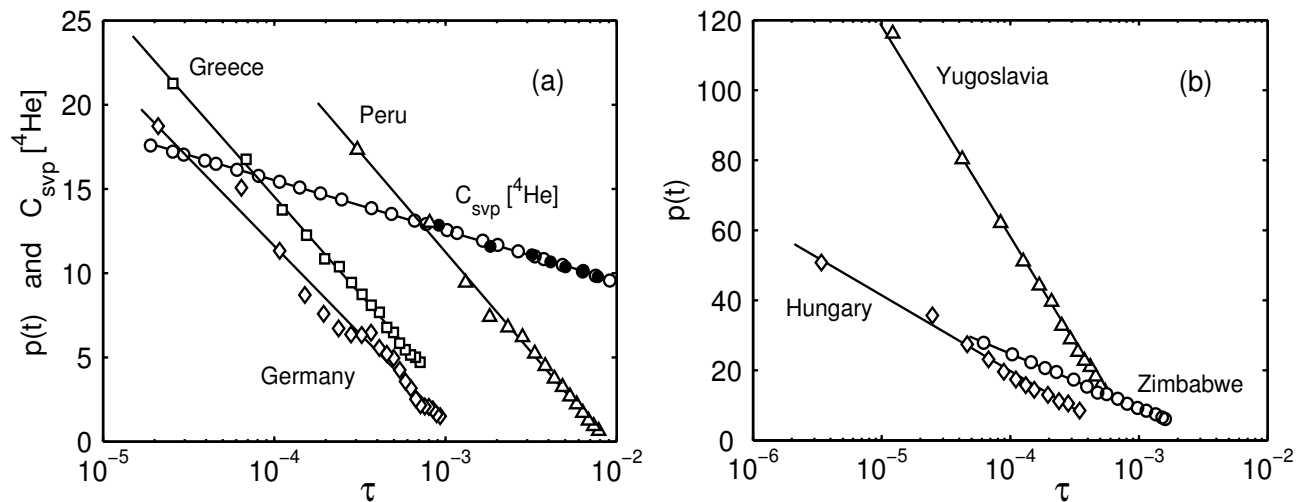 (a)
p(t) and C_svp [⁴He]
25
20
15
10
5
0
Greece
Peru
C_svp [⁴He]
Germany
10⁻⁵ 10⁻⁴ 10⁻³ 10⁻²
τ
(b)
p(t)
120
100
80
60
40
20
0
Yugoslavia
Hungary
Zimbabwe
10⁻⁶ 10⁻⁵ 10⁻⁴ 10⁻³ 10⁻²
τ